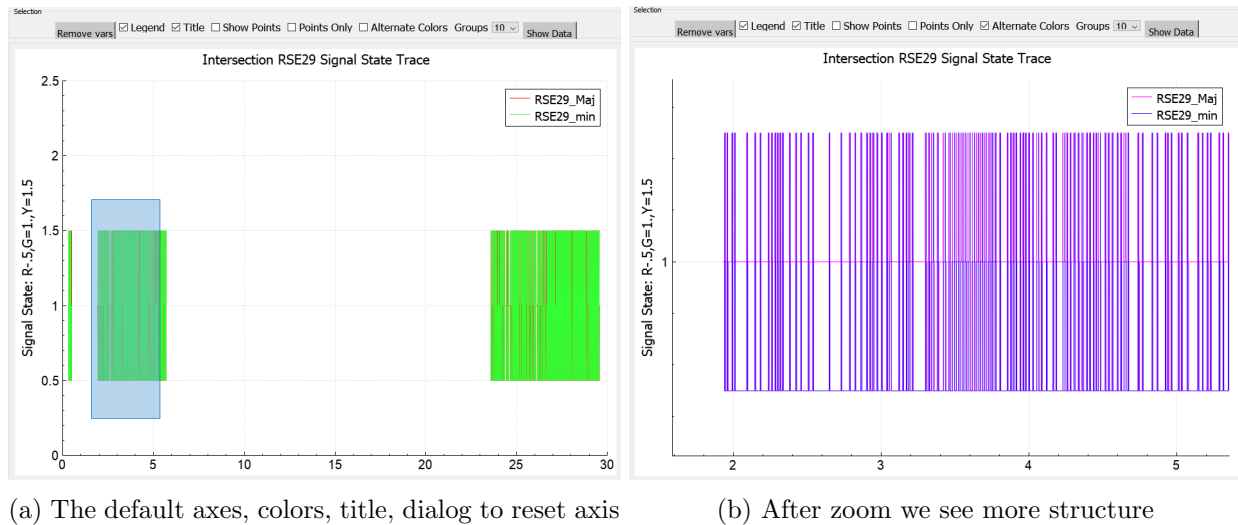 Selection
Remove vars Legend Title Show Points Points Only Alternate Colors Groups 10 Show Data
Intersection RSE29 Signal State Trace
RSE29_Maj
RSE29_min
Signal State: R-.5,G=1.,Y=1.5
2.5
2
1.5
1
0.5
0
0 5 10 15 20 25 30
(a) The default axes, colors, title, dialog to reset axis
Selection
Remove vars Legend Title Show Points Points Only Alternate Colors Groups 10 Show Data
Intersection RSE29 Signal State Trace
RSE29_Maj
RSE29_min
Signal State: R-.5,G=1.,Y=1.5
1
2 3 4 5
(b) After zoom we see more structure